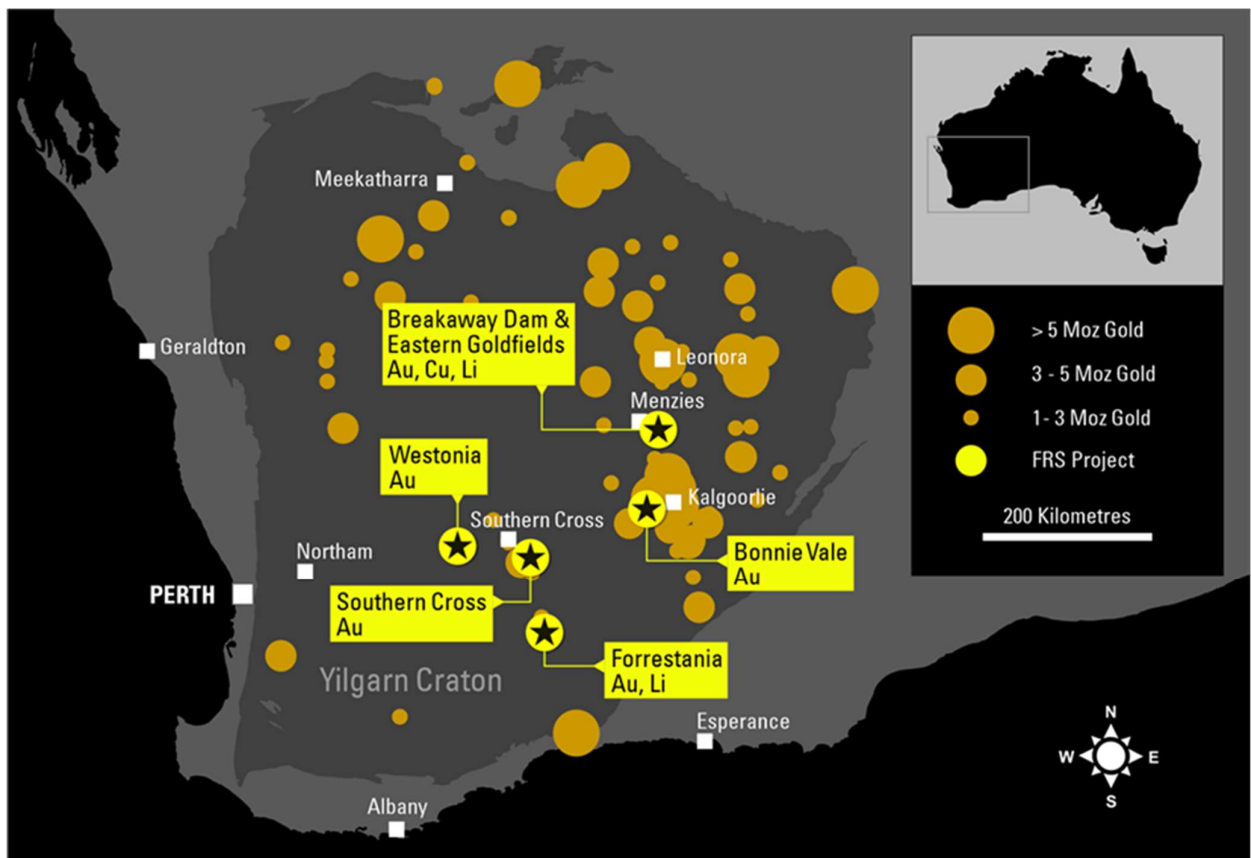 Meekatharra
Geraldton
Breakaway Dam &
Eastern Goldfields
Au, Cu, Li
Leonora
Menzies
Westonia
Au
Southern Cross
Kalgoorlie
Northam
PERTH
Bonnie Vale
Au
Southern Cross
Au
Forrestania
Au, Li
Yilgarn Craton
Esperance
Albany
> 5 Moz Gold
3 - 5 Moz Gold
1- 3 Moz Gold
FRS Project
200 Kilometres
N
W
E
S